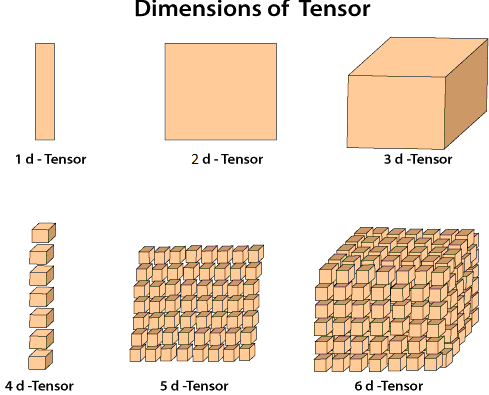 Dimensions of Tensor
1 d - Tensor
2 d - Tensor
3 d -Tensor
4 d -Tensor
5 d -Tensor
6 d -Tensor